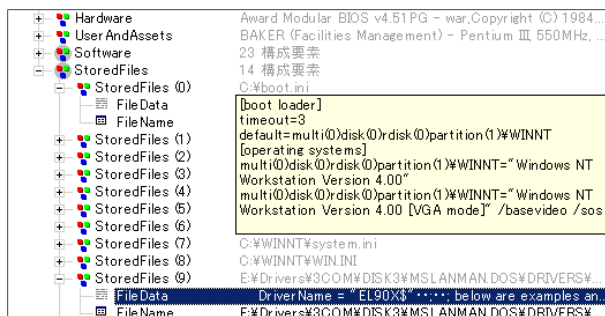 Hardware Award Modular BIOS v4.51PG - war,Copyright (C) 1984...
UserAndAssets BAKER (Facilities Management) - Pentium Ⅲ, 550MHz, ...
Software 23 構成要素
StoredFiles 14 構成要素
StoredFiles (0) C:¥boot.ini
FileData
FileName
StoredFiles (1)
StoredFiles (2)
StoredFiles (3)
StoredFiles (4)
StoredFiles (5)
StoredFiles (6)
[boot loader]
timeout=3
default=multi(0)disk(0)rdisk(0)partition(1)¥WINNT
[operating systems]
multi(0)disk(0)rdisk(0)partition(1)¥WINNT="Windows NT
Workstation Version 4.00"
multi(0)disk(0)rdisk(0)partition(1)¥WINNT="Windows NT
Workstation Version 4.00 [VGA mode]" /basevideo /sos
StoredFiles (7) C:¥WINNT¥system.ini
StoredFiles (8) C:¥WINNT¥WIN.INI
StoredFiles (9) E:¥Drivers¥3COM¥DISK3¥MSLANMAN.DOS¥DRIVERS¥...
FileData DriverName = "EL90X$"··;··; below are examples an...
FileName E:¥Drivers¥3COM¥DISK3¥MSLANMAN.DOS¥DRIVERS¥...